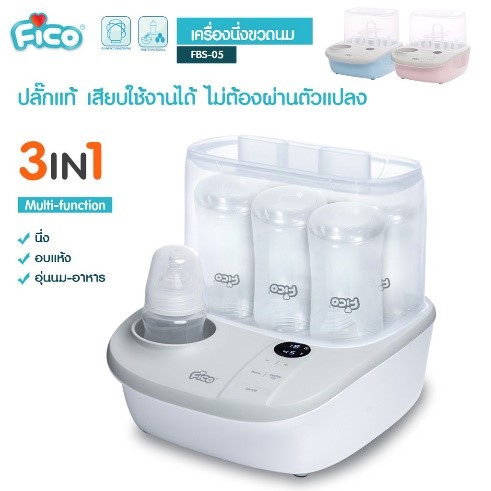 Fico
เครื่องนึ่งขวดนม
FBS-05
ปลั๊กแท้ เสียบใช้งานได้ ไม่ต้องผ่านตัวแปลง
3IN1
Multi-function
นึ่ง
อบแห้ง
อุ่นนม-อาหาร
Fico
Fico
Fico
Fico